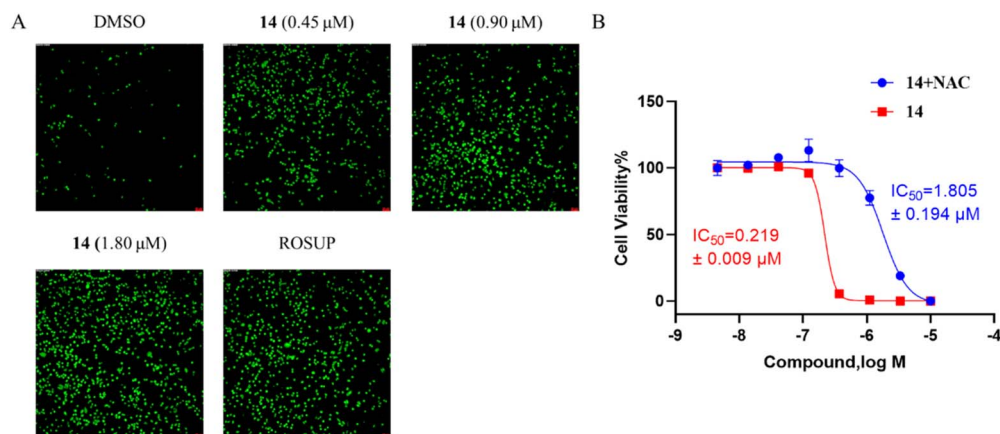 A
DMSO
14 (0.45 μM)
14 (0.90 μM)
14 (1.80 μM)
ROSUP
B
14+NAC
14
150
100
50
0
Cell Viability%
IC50=1.805
± 0.194 μM
IC50=0.219
± 0.009 μM
-9
-8
-7
-6
-5
-4
Compound,log M